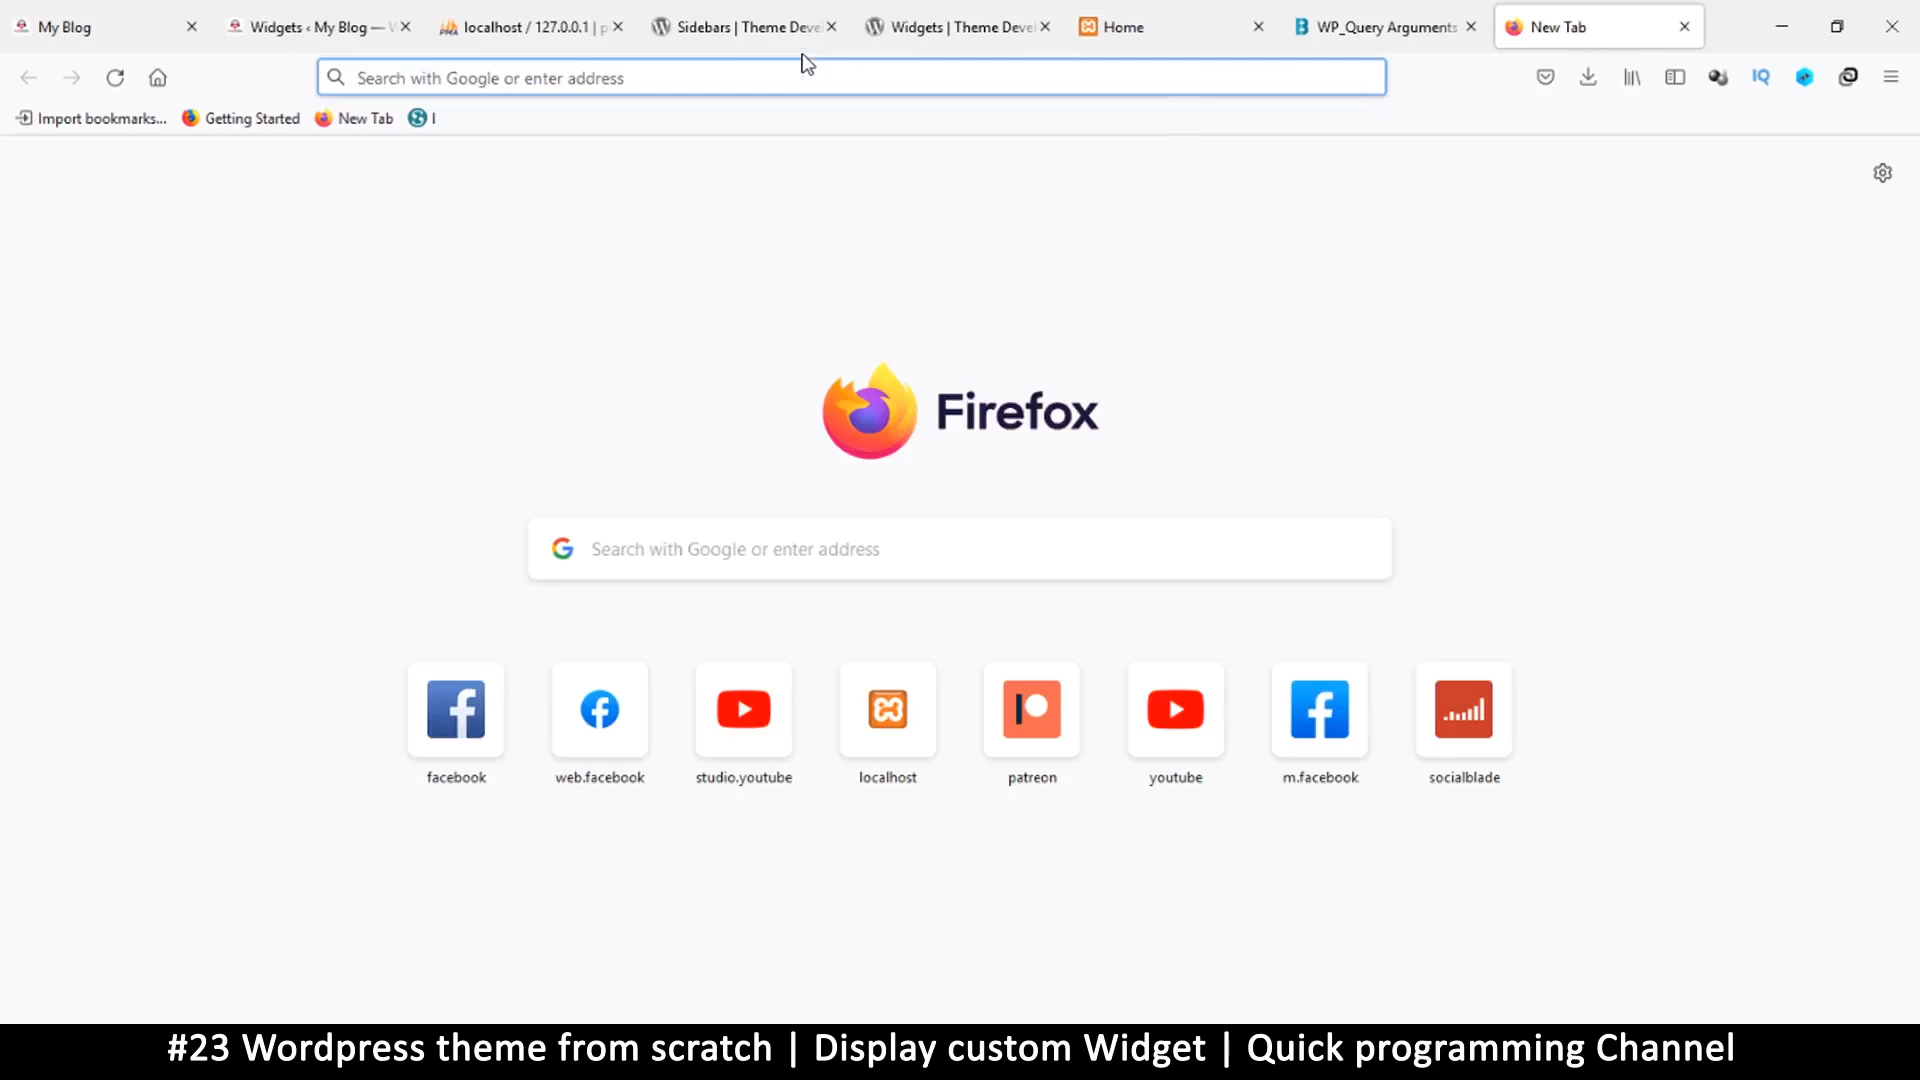 My Blog
Widgets ‹ My Blog —
localhost / 127.0.0.1 | p
Sidebars | Theme Deve
Widgets | Theme Devel
Home
WP_Query Arguments
New Tab
Search with Google or enter address
IQ
Import bookmarks...
Getting Started
New Tab
I
Firefox
Search with Google or enter address
facebook
web.facebook
studio.youtube
localhost
patreon
youtube
m.facebook
socialblade
#23 Wordpress theme from scratch | Display custom Widget | Quick programming Channel